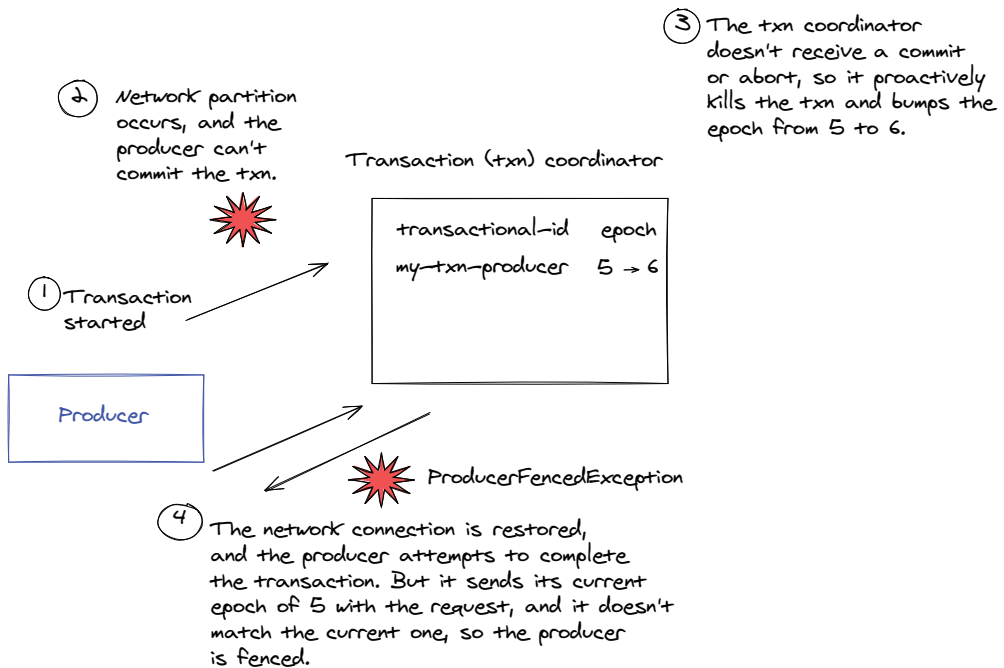 1
Transaction
started
2
Network partition
occurs, and the
producer can't
commit the txn.
3
The txn coordinator
doesn't receive a commit
or abort, so it proactively
kills the txn and bumps the
epoch from 5 to 6.
Transaction (txn) coordinator
transactional-id epoch
my-txn-producer 5 → 6
Producer
ProducerFencedException
4
The network connection is restored,
and the producer attempts to complete
the transaction. But it sends its current
epoch of 5 with the request, and it doesn't
match the current one, so the producer
is fenced.